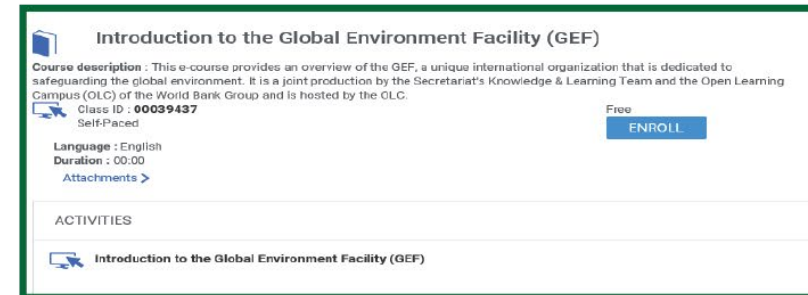 Introduction to the Global Environment Facility (GEF)
Course description : This e-course provides an overview of the GEF, a unique international organization that is dedicated to
safeguarding the global environment. It is a joint production by the Secretariat's Knowledge & Learning Team and the Open Learning
Campus (OLC) of the World Bank Group and is hosted by the OLC.
Class ID : 00039437
Free
Self-Paced
ENROLL
Language : English
Duration : 00:00
Attachments >
ACTIVITIES
Introduction to the Global Environment Facility (GEF)